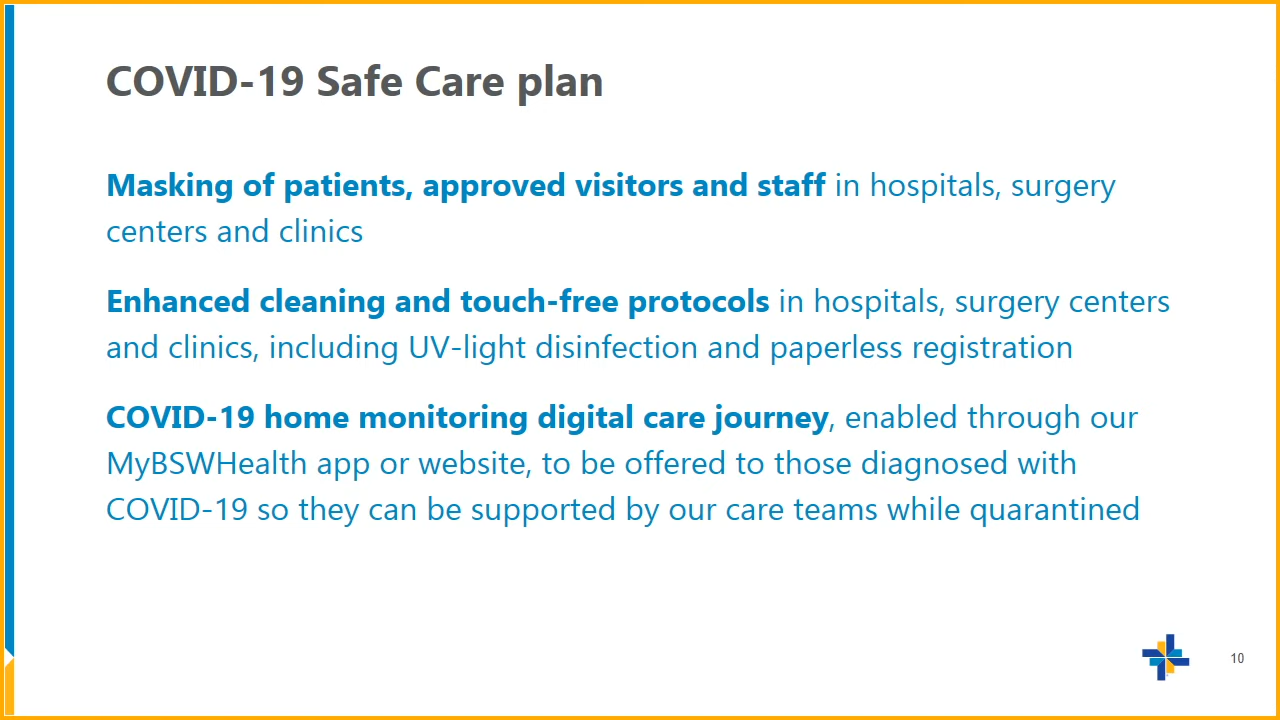 COVID-19 Safe Care plan
Masking of patients, approved visitors and staff in hospitals, surgery
centers and clinics
Enhanced cleaning and touch-free protocols in hospitals, surgery centers
and clinics, including UV-light disinfection and paperless registration
COVID-19 home monitoring digital care journey, enabled through our
MyBSWHealth app or website, to be offered to those diagnosed with
COVID-19 so they can be supported by our care teams while quarantined
10